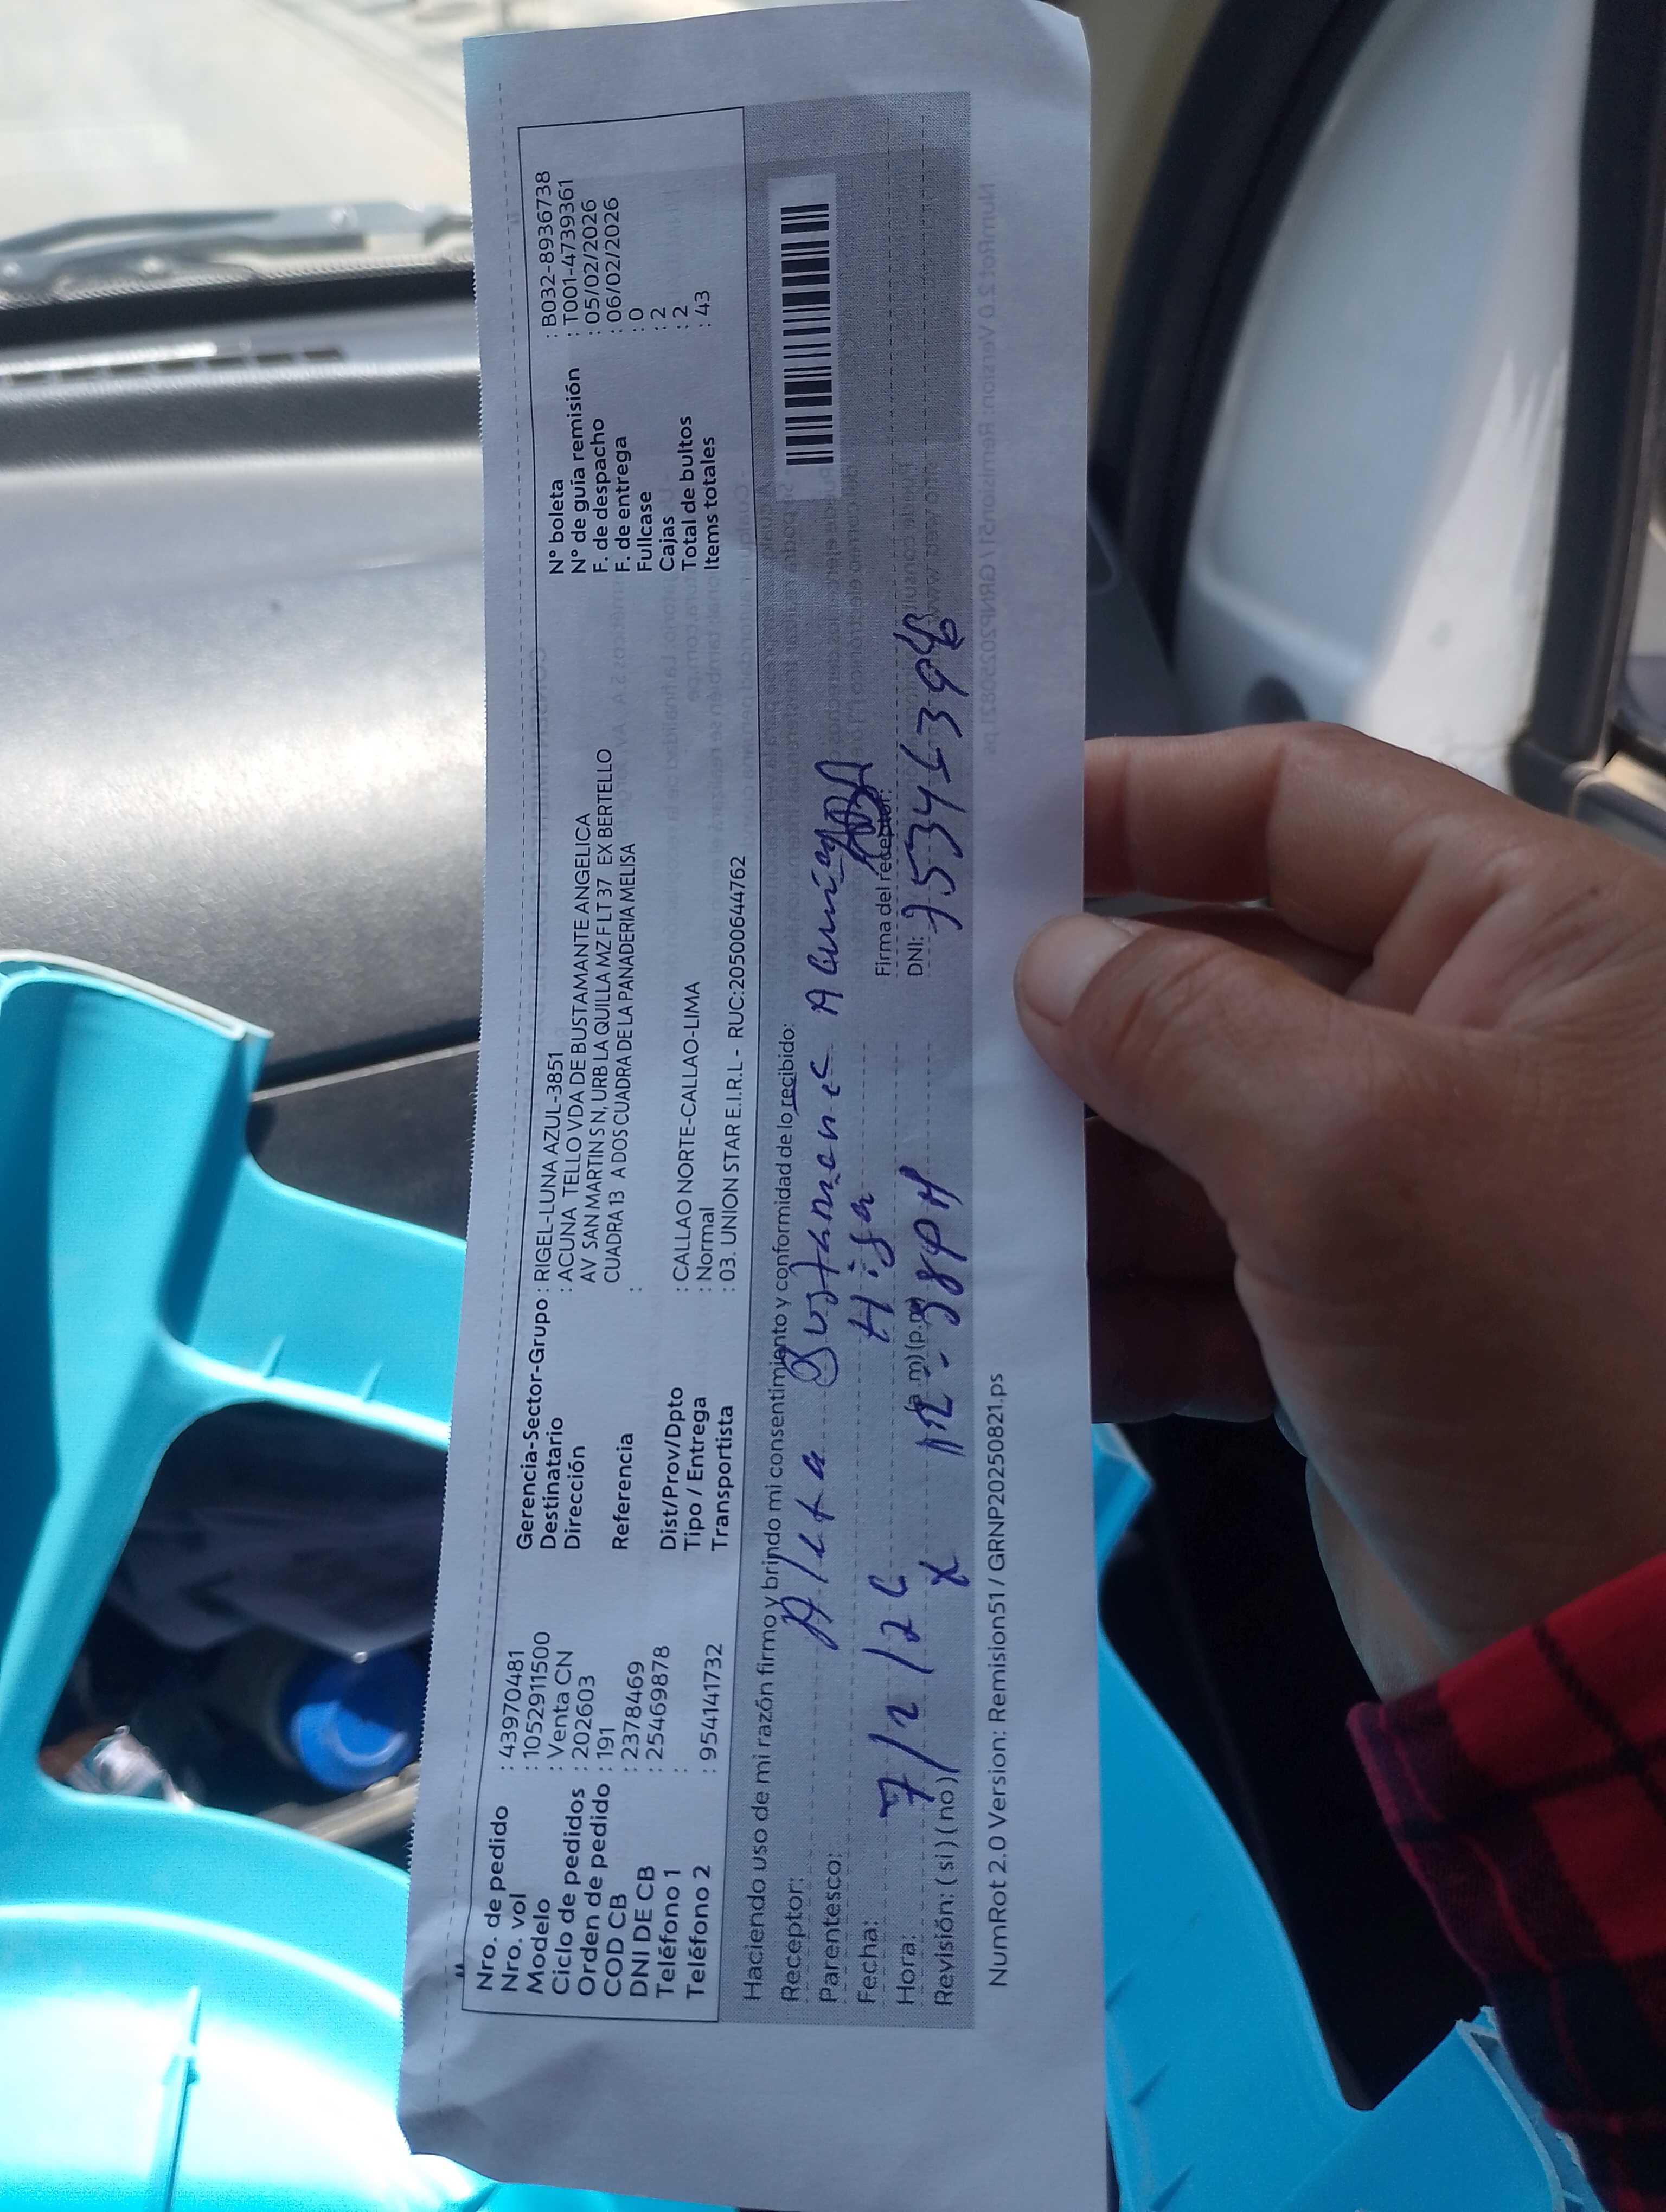 Nro. de pedido : 43970481
Nro. vol : 1052911500
Modelo : Venta CN
Ciclo de pedidos : 202603
Orden de pedido : 191
COD CB : 2378469
DNI DE CB : 25469878
Teléfono 1 :
Teléfono 2 : 954141732
Gerencia-Sector-Grupo : RIGEL-LUNA AZUL-3851
Destinatario : ACUNA TELLO VDA DE BUSTAMANTE ANGELICA
Dirección AV SAN MARTIN S N, URB LA QUILLA MZ F LT 37 EX BERTELLO
CUADRA 13 A DOS CUADRA DE LA PANADERIA MELISA
Referencia :
Dist/Prov/Dpto : CALLAO NORTE-CALLAO-LIMA
Tipo / Entrega : Normal
Transportista : 03. UNION STAR E.I.R.L - RUC:20500644762
N° boleta : B032-8936738
N° de guía remisión : T001-4739361
F. de despacho : 05/02/2026
F. de entrega : 06/02/2026
Fullcase : 0
Cajas : 2
Total de bultos : 2
Items totales : 43
Haciendo uso de mi razón firmo y brindo mi consentimiento y conformidad de lo recibido:
Receptor:
Parentesco: Hija
Fecha: 7/2/26
Hora: (a.m) (p.m) 12-38PM
Revisión: (si) (no) x
Firma del receptor:
DNI:
NumRot 2.0 Version: Remision51 / GRNP20250821.ps